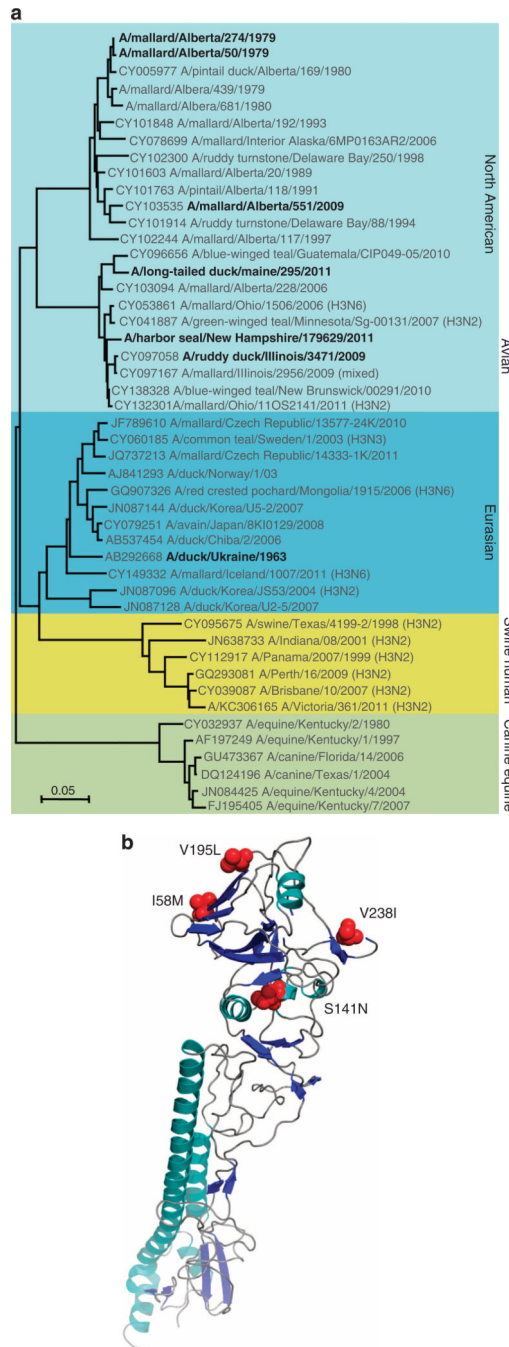 a
A/mallard/Alberta/274/1979
A/mallard/Alberta/50/1979
CY005977 A/pintail duck/Alberta/169/1980
A/mallard/Albera/439/1979
A/mallard/Albera/681/1980
CY101848 A/mallard/Alberta/192/1993
CY078699 A/mallard/Interior Alaska/6MP0163AR2/2006
CY102300 A/ruddy turnstone/Delaware Bay/250/1998
CY101603 A/mallard/Alberta/20/1989
CY101763 A/pintail/Alberta/118/1991
CY103535 A/mallard/Alberta/551/2009
CY101914 A/ruddy turnstone/Delaware Bay/88/1994
CY102244 A/mallard/Alberta/117/1997
CY096656 A/blue-winged teal/Guatemala/CIP049-05/2010
A/long-tailed duck/maine/295/2011
CY103094 A/mallard/Alberta/228/2006
CY053861 A/mallard/Ohio/1506/2006 (H3N6)
CY041887 A/green-winged teal/Minnesota/Sg-00131/2007 (H3N2)
A/harbor seal/New Hampshire/179629/2011
CY097058 A/ruddy duck/Illinois/3471/2009
CY097167 A/mallard/Illinois/2956/2009 (mixed)
CY138328 A/blue-winged teal/New Brunswick/00291/2010
CY132301A/mallard/Ohio/11OS2141/2011 (H3N2)
North American
Avian
JF789610 A/mallard/Czech Republic/13577-24K/2010
CY060185 A/common teal/Sweden/1/2003 (H3N3)
JQ737213 A/mallard/Czech Republic/14333-1K/2011
AJ841293 A/duck/Norway/1/03
GQ907326 A/red crested pochard/Mongolia/1915/2006 (H3N6)
JN087144 A/duck/Korea/U5-2/2007
CY079251 A/avain/Japan/8KI0129/2008
AB537454 A/duck/Chiba/2/2006
AB292668 A/duck/Ukraine/1963
CY149332 A/mallard/Iceland/1007/2011 (H3N6)
JN087096 A/duck/Korea/JS53/2004 (H3N2)
JN087128 A/duck/Korea/U2-5/2007
Eurasian
CY095675 A/swine/Texas/4199-2/1998 (H3N2)
JN638733 A/Indiana/08/2001 (H3N2)
CY112917 A/Panama/2007/1999 (H3N2)
GQ293081 A/Perth/16/2009 (H3N2)
CY039087 A/Brisbane/10/2007 (H3N2)
A/KC306165 A/Victoria/361/2011 (H3N2)
Swine human
CY032937 A/equine/Kentucky/2/1980
AF197249 A/equine/Kentucky/1/1997
GU473367 A/canine/Florida/14/2006
DQ124196 A/canine/Texas/1/2004
JN084425 A/equine/Kentucky/4/2004
FJ195405 A/equine/Kentucky/7/2007
Canine equine
0.05
b
V195L
I58M
V238I
S141N